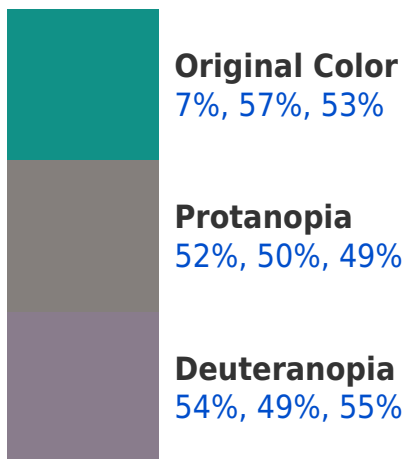 Original Color
7%, 57%, 53%
Protanopia
52%, 50%, 49%
Deuteranopia
54%, 49%, 55%